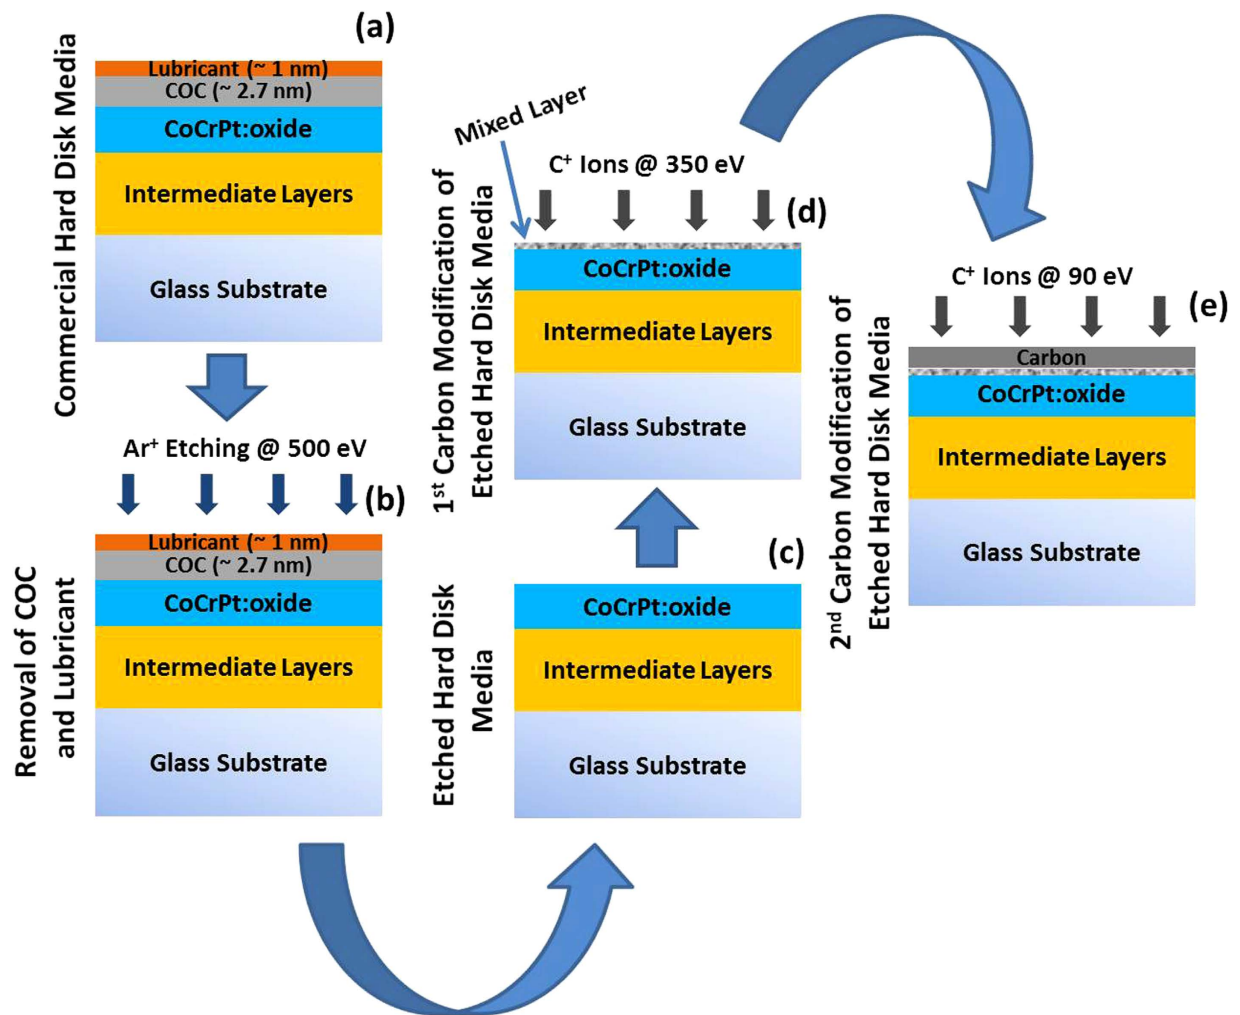 (a)
Commercial Hard Disk Media
Lubricant (~ 1 nm)
COC (~ 2.7 nm)
CoCrPt:oxide
Intermediate Layers
Glass Substrate
Ar⁺ Etching @ 500 eV
(b)
Removal of COC
and Lubricant
Lubricant (~ 1 nm)
COC (~ 2.7 nm)
CoCrPt:oxide
Intermediate Layers
Glass Substrate
(c)
Etched Hard Disk
Media
CoCrPt:oxide
Intermediate Layers
Glass Substrate
Mixed Layer
C⁺ Ions @ 350 eV
(d)
1ˢᵗ Carbon Modification of
Etched Hard Disk Media
CoCrPt:oxide
Intermediate Layers
Glass Substrate
C⁺ Ions @ 90 eV
(e)
2ⁿᵈ Carbon Modification of
Etched Hard Disk Media
Carbon
CoCrPt:oxide
Intermediate Layers
Glass Substrate